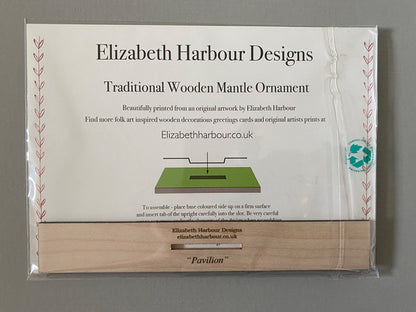 Elizabeth Harbour Designs
Traditional Wooden Mantle Ornament
Beautifully printed from an original artwork by Elizabeth Harbour
Find more folk art inspired wooden decorations greetings cards and original artists prints at
Elizabethharbour.co.uk
To assemble - place base coloured side up on a firm surface
and insert tab of the upright carefully into the slot. Be very careful
Elizabeth Harbour Designs
elizabethharbour.co.uk
"Pavilion"